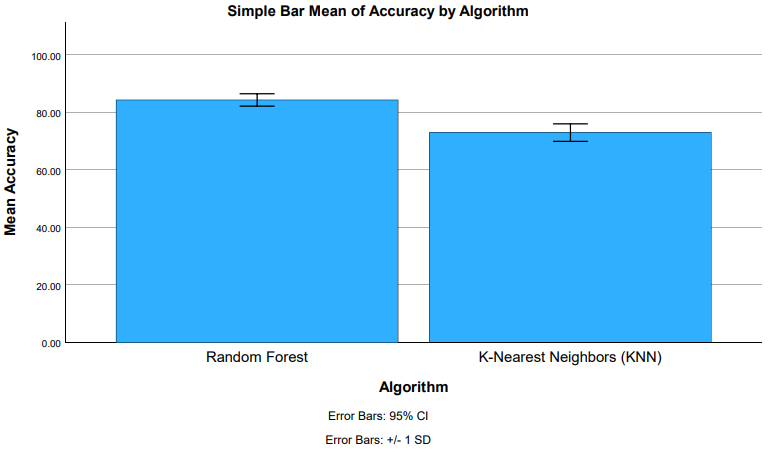 Simple Bar Mean of Accuracy by Algorithm
Mean Accuracy
100.00
80.00
60.00
40.00
20.00
0.00
Random Forest
K-Nearest Neighbors (KNN)
Algorithm
Error Bars: 95% CI
Error Bars: +/- 1 SD